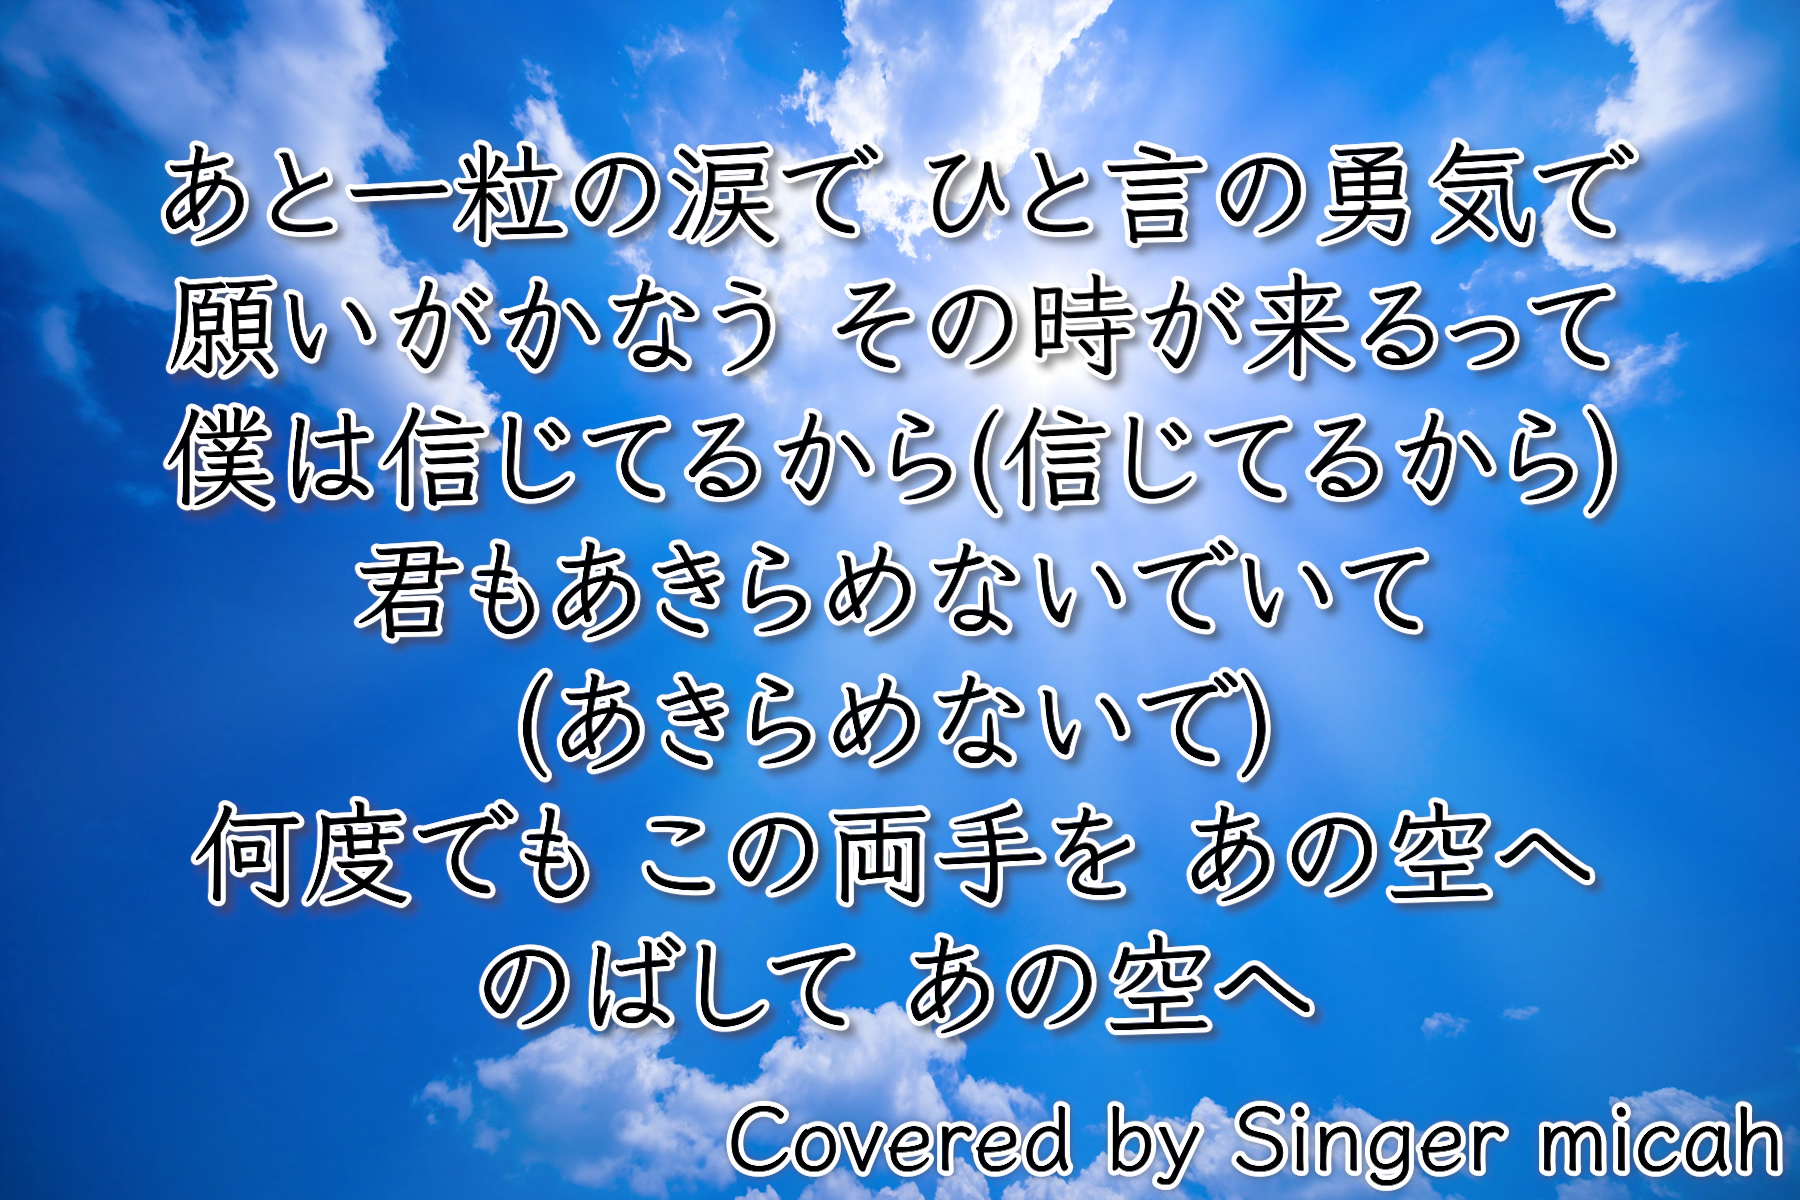 あと一粒の涙で ひと言の勇気で
願いがかなう その時が来るって
僕は信じてるから(信じてるから)
君もあきらめないでいて
(あきらめないで)
何度でも この両手を あの空へ
のばして あの空へ
Covered by Singer micah